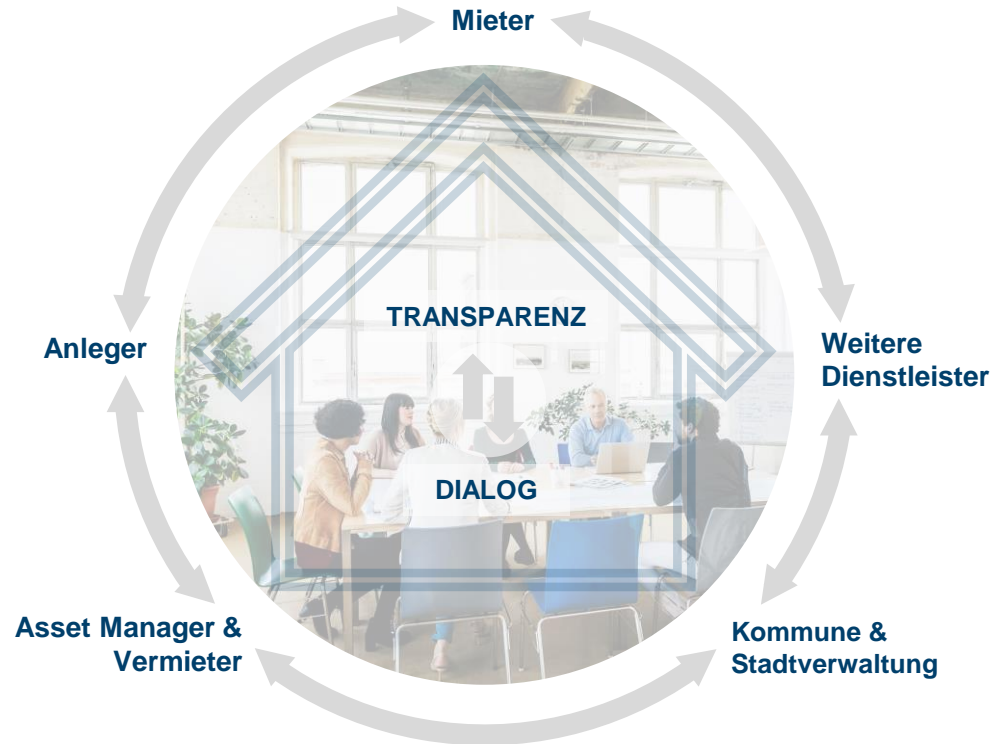 Mieter
TRANSPARENZ
Anleger
Weitere
Dienstleister
DIALOG
Asset Manager &
Vermieter
Kommune &
Stadtverwaltung